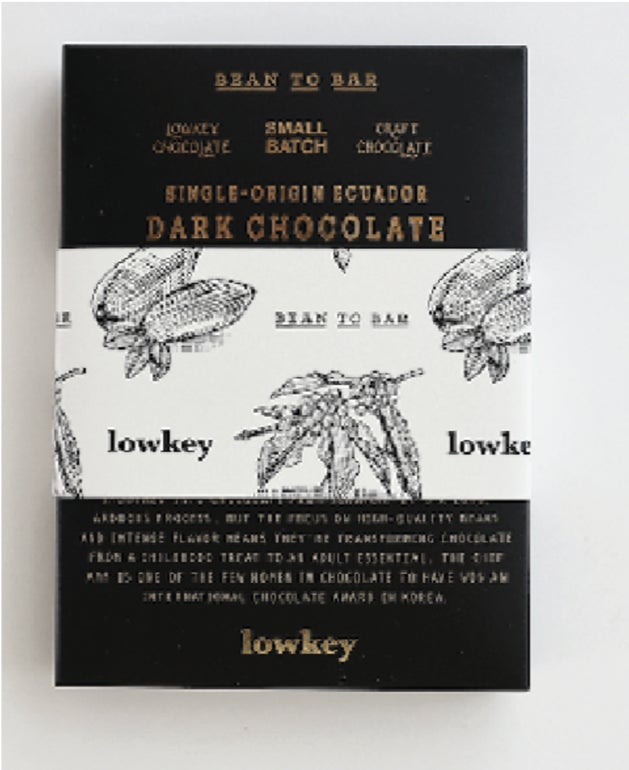 BEAN TO BAR
LOWKEY CHOCOLATE
SMALL BATCH
CRAFT CHOCOLATE
SINGLE-ORIGIN ECUADOR
DARK CHOCOLATE
BEAN TO BAR
lowkey
lowke
ARDUOUS PROCESS, BUT THE FOCUS ON HIGH-QUALITY BEANS
AND INTENSE FLAVOR MEANS THEY'RE TRANSFORMING CHOCOLATE
FROM A CHILDHOOD TREAT TO AN ADULT ESSENTIAL. THE CHEF
IS ONE OF THE FEW WOMEN IN CHOCOLATE TO HAVE WON AN
INTERNATIONAL CHOCOLATE AWARD IN KOREA.
lowkey